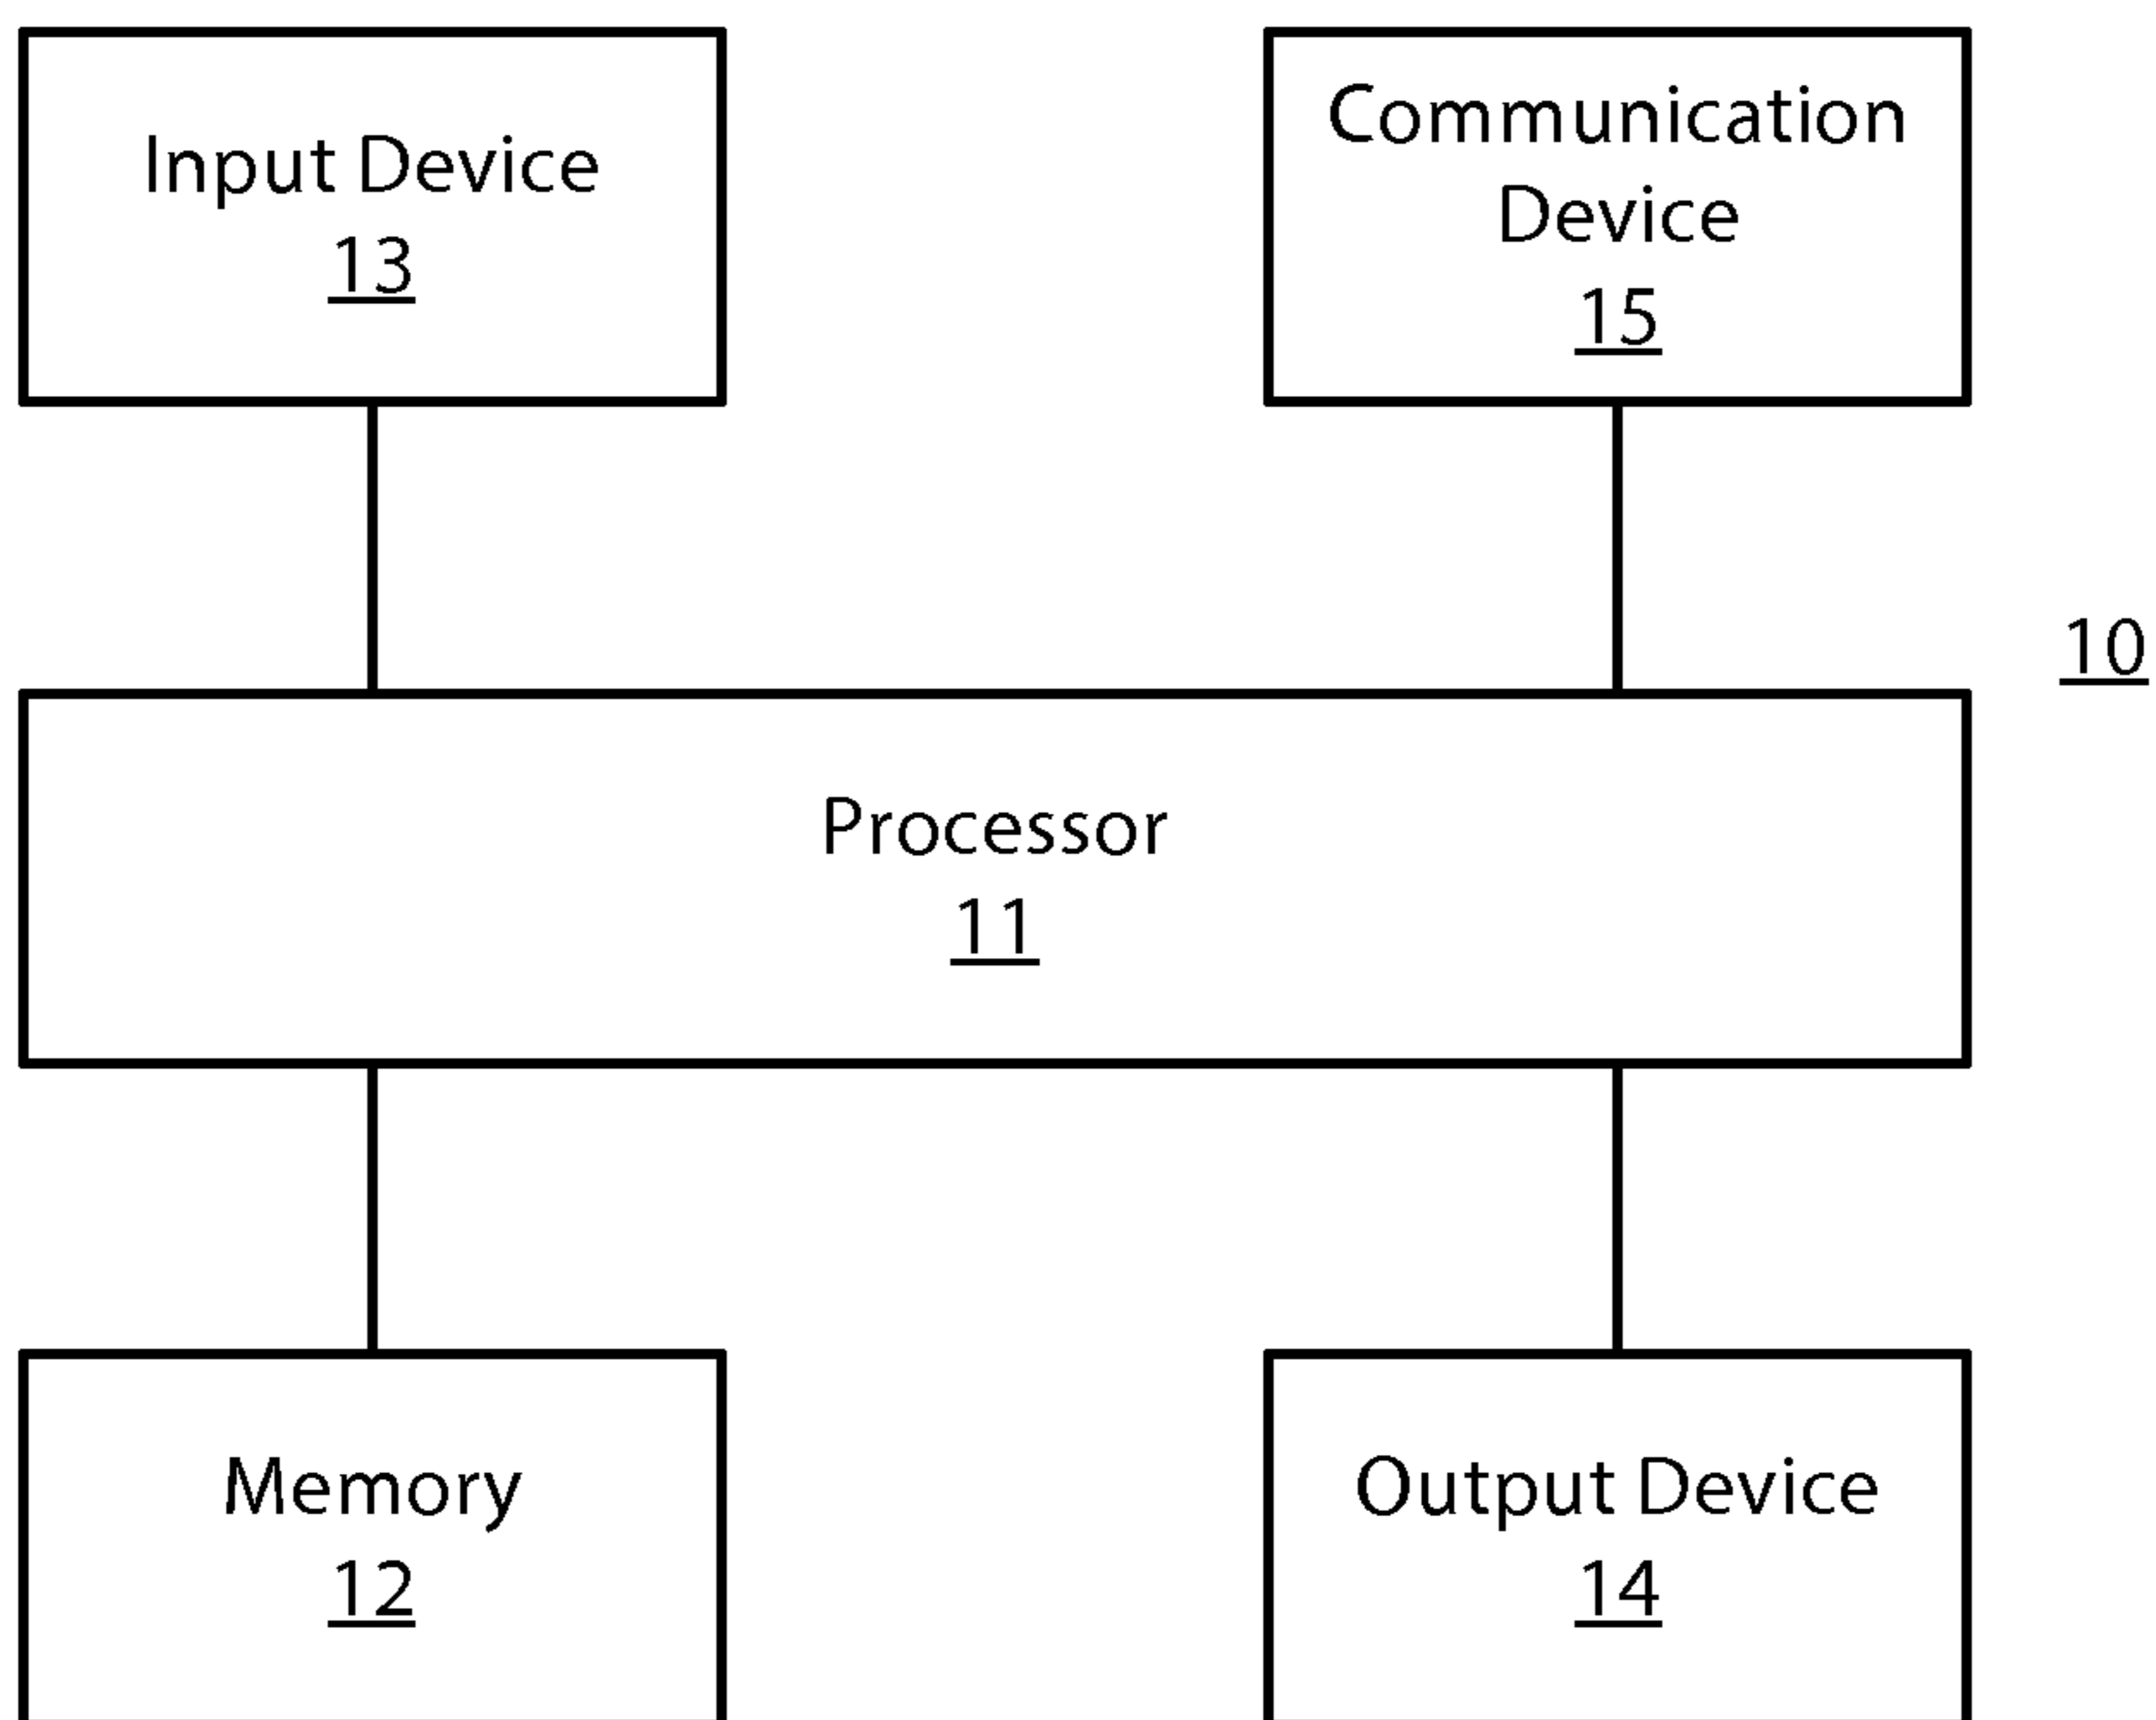 Input Device
13
Communication
Device
15
10
Processor
11
Memory
12
Output Device
14